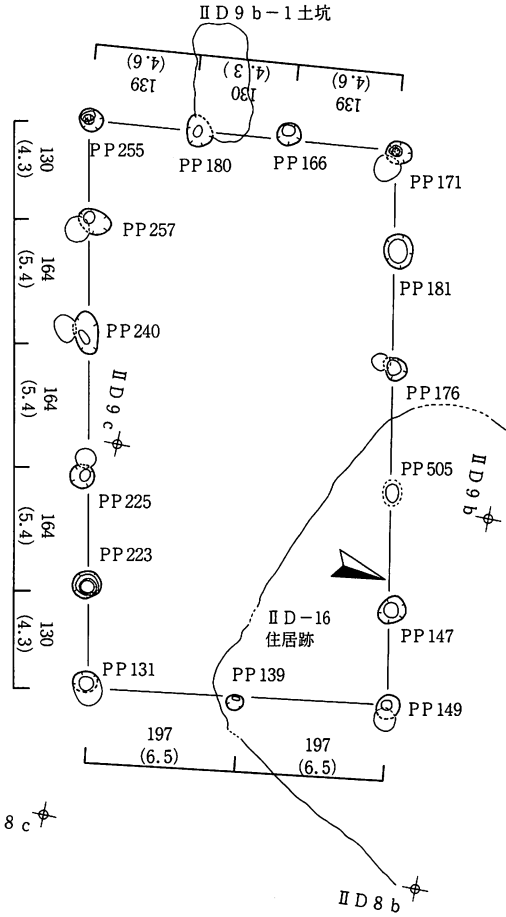 ⅡD9b-1土坑
(4.6)
139
(4.3)
130
(4.6)
139
PP255
PP180
PP166
PP171
130
(4.3)
PP257
PP181
164
(5.4)
PP240
PP176
ⅡD9c
164
(5.4)
PP505
ⅡD9b
PP225
164
(5.4)
PP223
ⅡD-16
住居跡
PP147
130
(4.3)
PP131
PP139
PP149
197
(6.5)
197
(6.5)
8c
ⅡD8b